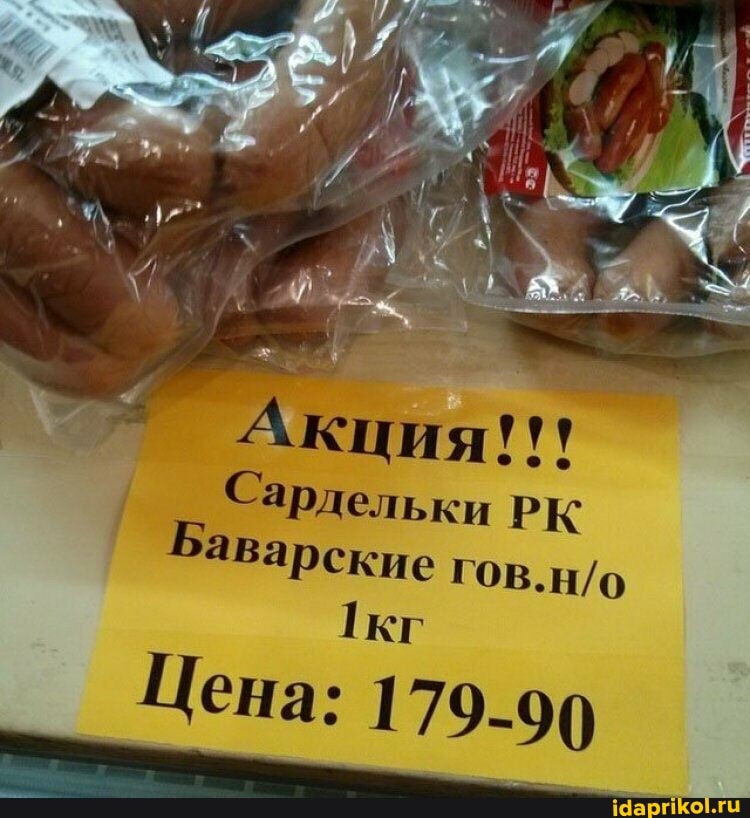 Акция!!!
Сардельки РК
Баварские гов.н/о
1кг
Цена: 179-90
idaprikol.ru